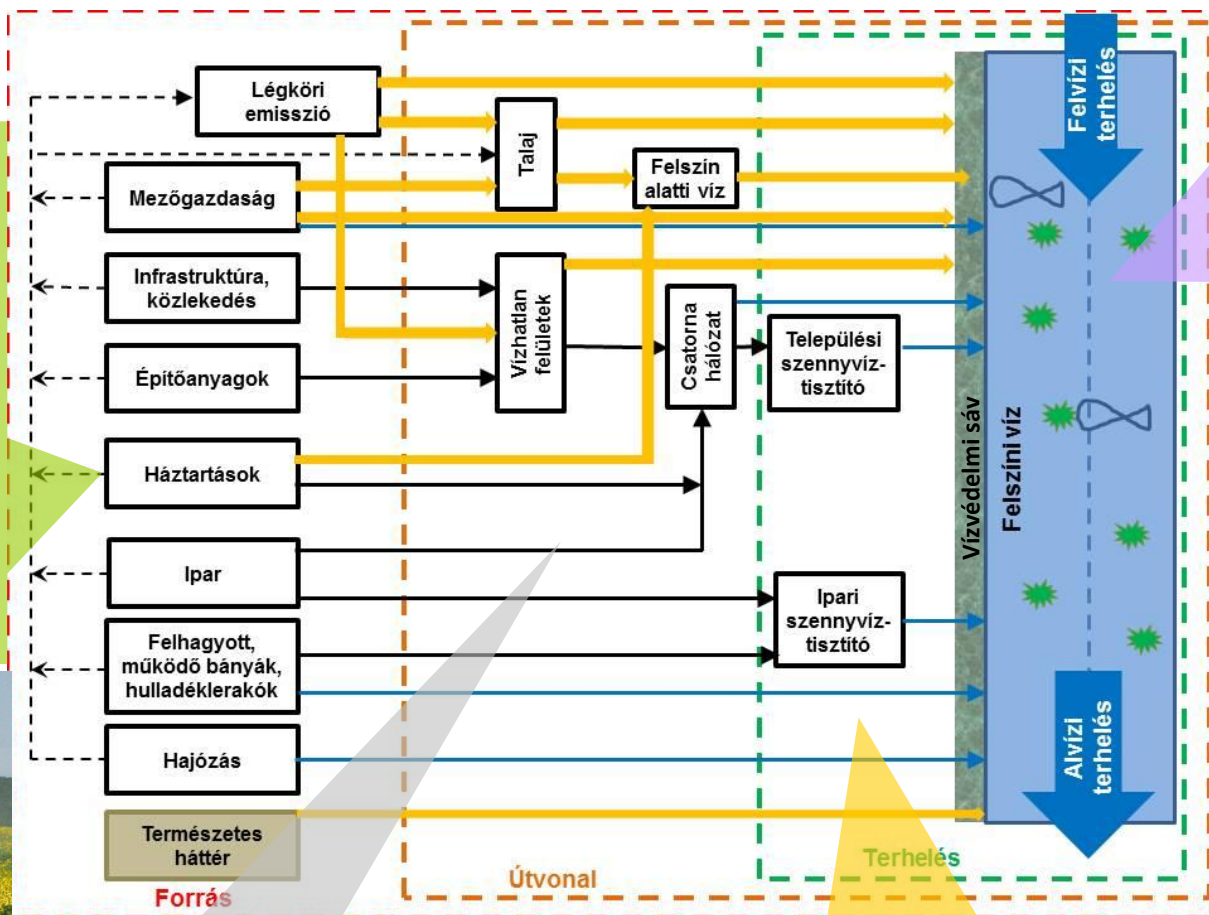 Légköri
emisszió
Mezőgazdaság
Infrastruktúra,
közlekedés
Építőanyagok
Háztartások
Ipar
Felhagyott,
működő bányák,
hulladéklerakók
Hajózás
Természetes
háttér
Forrás
Talaj
Felszín
alatti víz
Vízhatlan
felületek
Csatorna
hálózat
Útvonal
Települési
szennyvíz-
tisztító
Ipari
szennyvíz-
tisztító
Terhelés
Vízvédelmi sáv
Felszíni víz
Felvízi
terhelés
Alvízi
terhelés